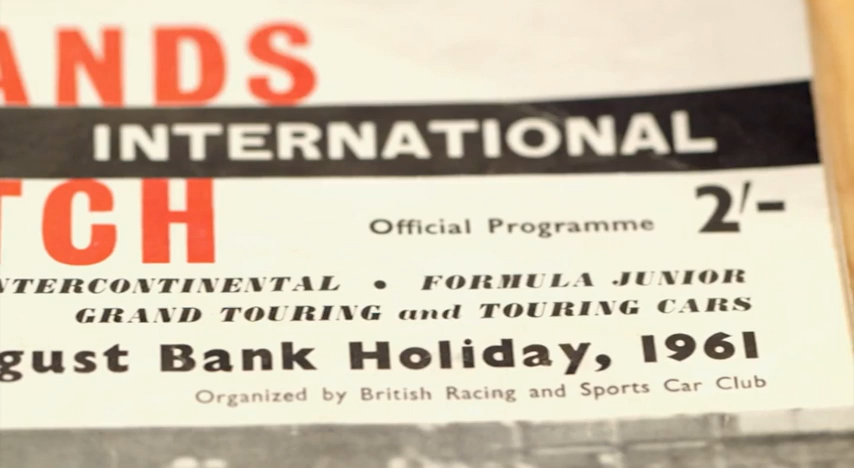 ANDS
INTERNATIONAL
TCH
Official Programme 2/-
NTERCONTINENTAL • FORMULA JUNIOR
GRAND TOURING and TOURING CARS
gust Bank Holiday, 1961
Organized by British Racing and Sports Car Club